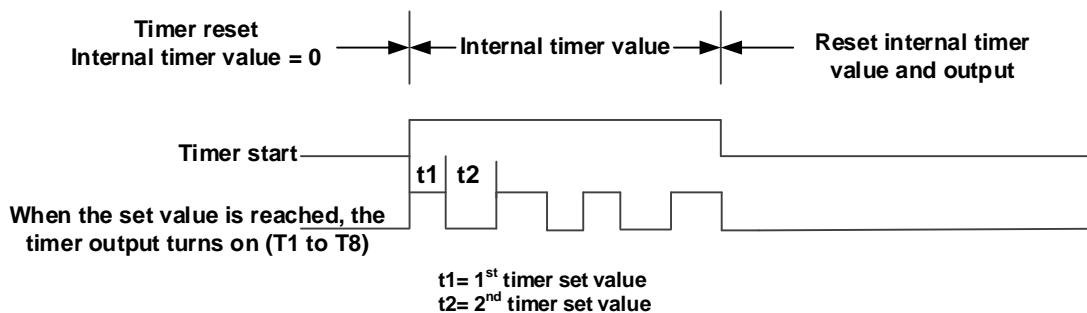 Timer reset
Internal timer value = 0
Internal timer value
Reset internal timer
value and output
Timer start
t1 t2
When the set value is reached, the
timer output turns on (T1 to T8)
t1= 1st timer set value
t2= 2nd timer set value